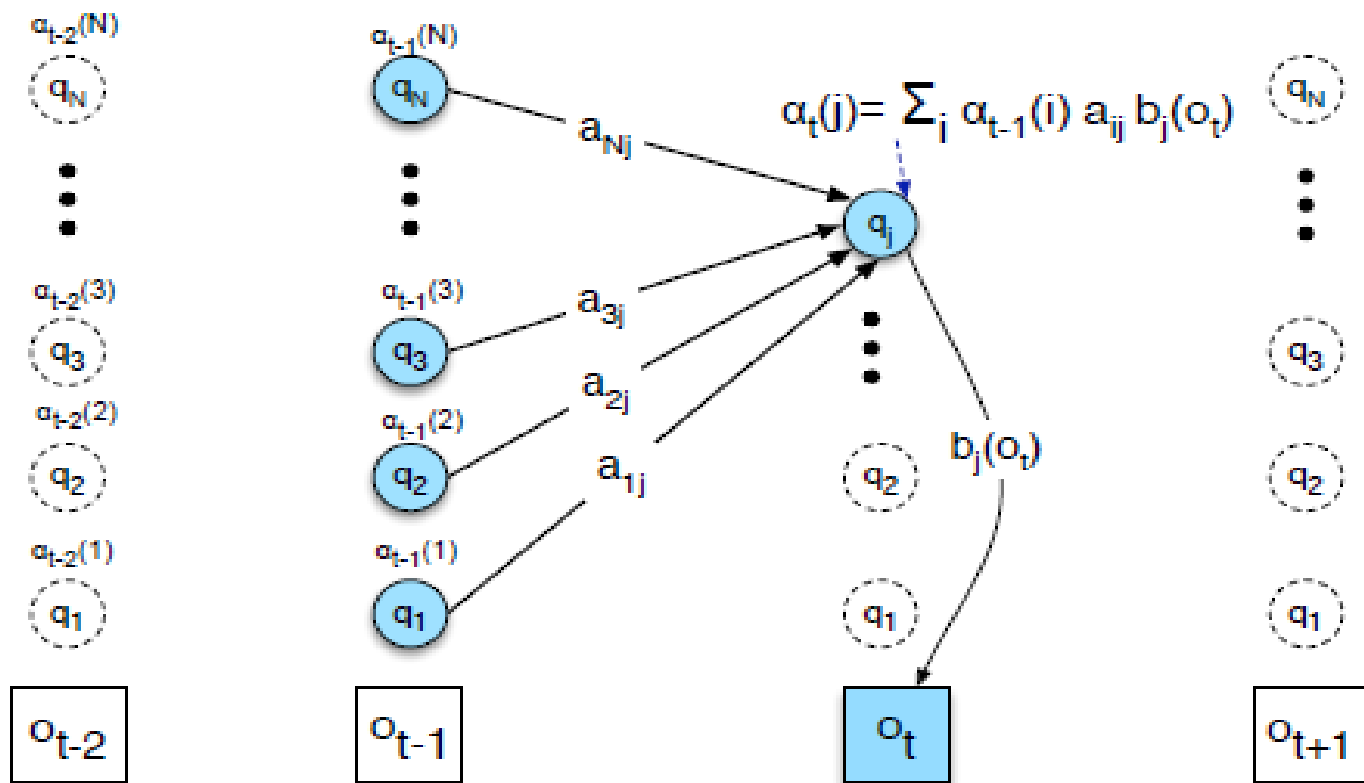 αt-2(N) αt-1(N)
qN qN αt(j)= Σi αt-1(i) aij bj(ot) qN
aNj
qj
αt-2(3) αt-1(3)
a3j
q3 q3 q3
αt-2(2) αt-1(2) a2j
bj(ot)
q2 q2 a1j q2 q2
αt-2(1) αt-1(1)
q1 q1 q1 q1
ot-2 ot-1 ot ot+1